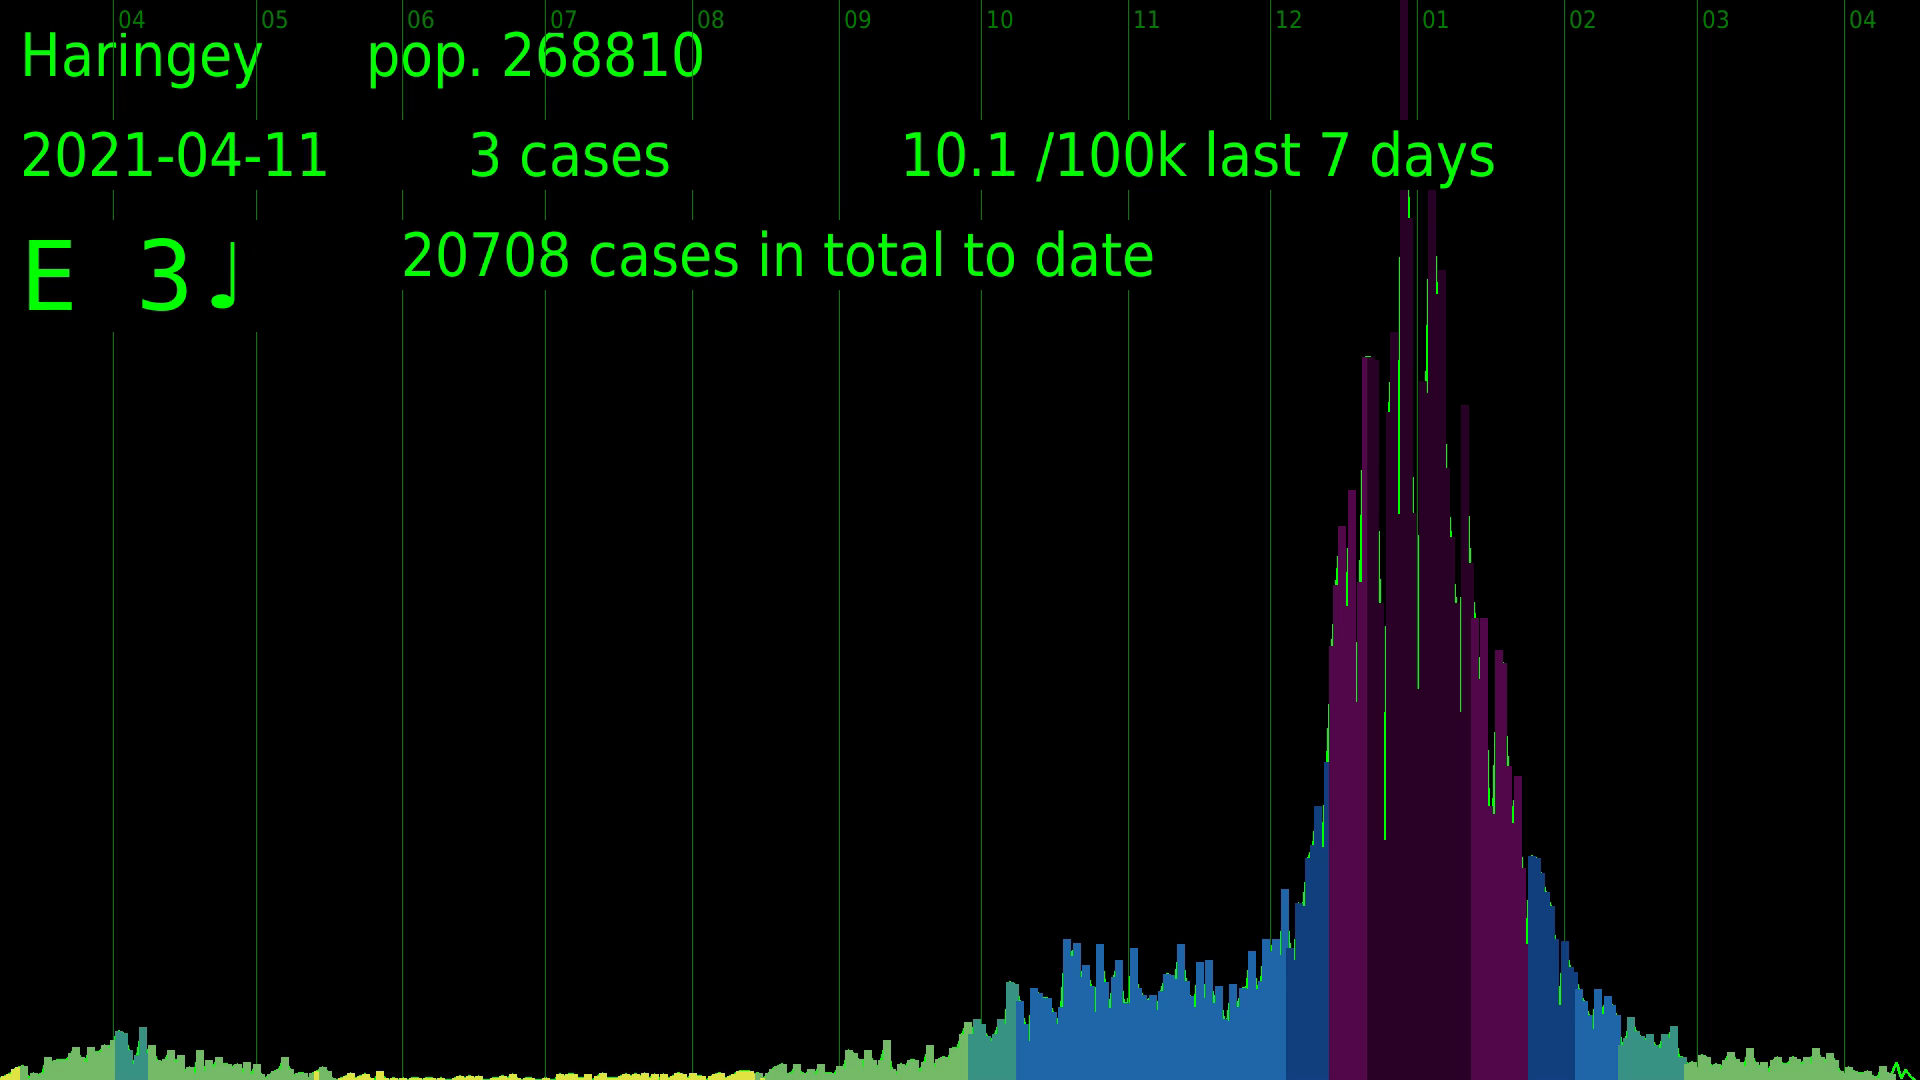 04 05 06 07 08 09 10 11 12 01 02 03 04
Haringey pop. 268810
2021-04-11 3 cases 10.1 /100k last 7 days
E 3♩ 20708 cases in total to date